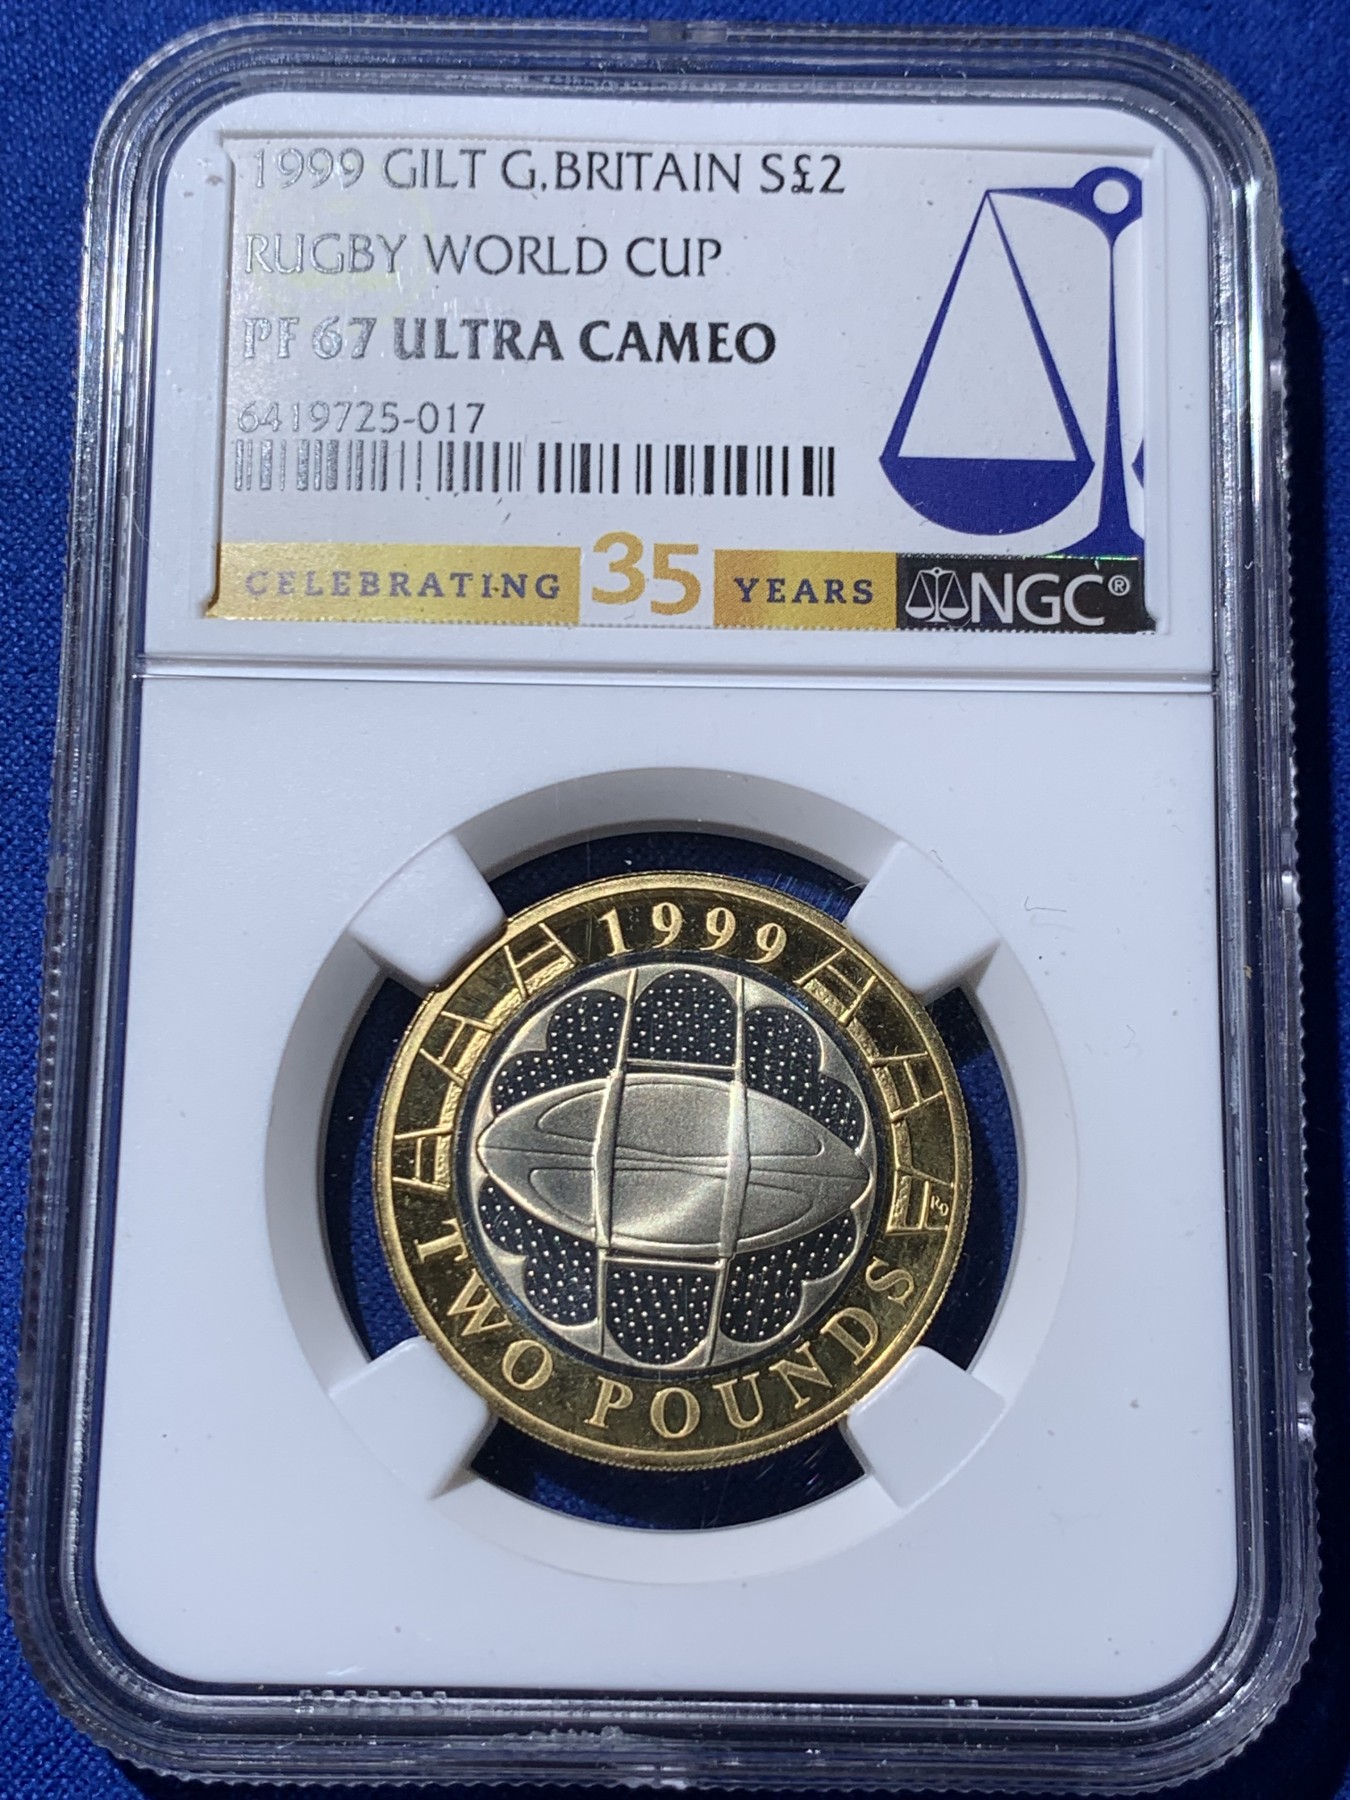 1999 GILT G.BRITAIN S£2
RUGBY WORLD CUP
PF 67 ULTRA CAMEO
6419725-017
CELEBRATING 35 YEARS NGC®
1999
TWO POUNDS